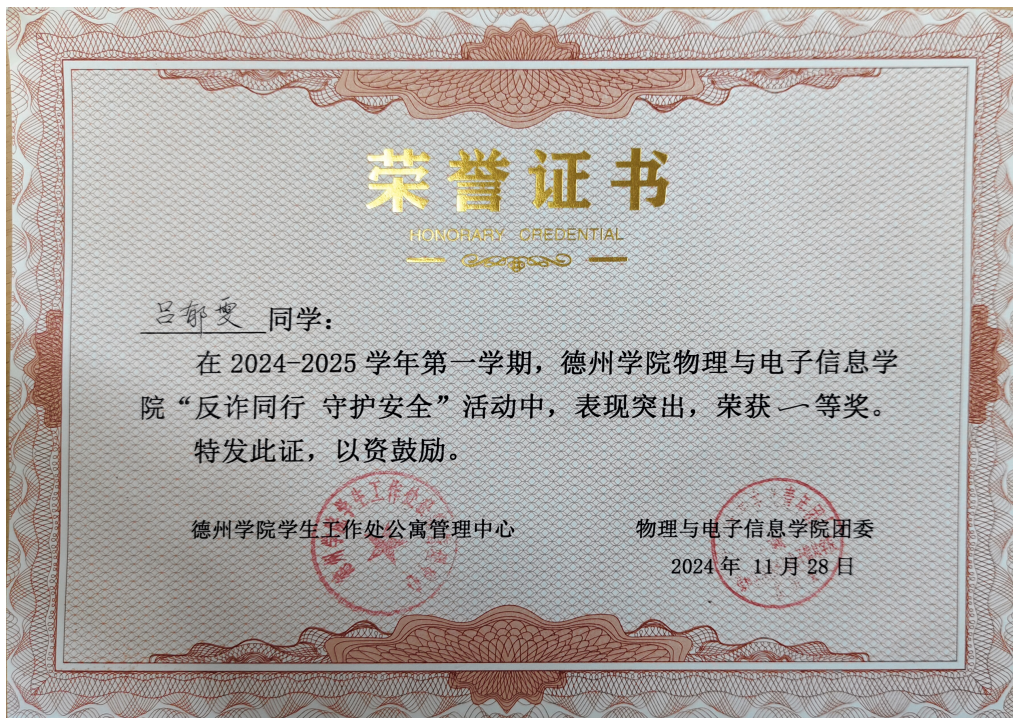 荣誉证书
HONORARY CREDENTIAL
吕郁雯同学：
在2024-2025学年第一学期，德州学院物理与电子信息学
院“反诈同行 守护安全”活动中，表现突出，荣获一等奖。
特发此证，以资鼓励。
德州学院学生工作处公寓管理中心
物理与电子信息学院团委
2024年 11月28日